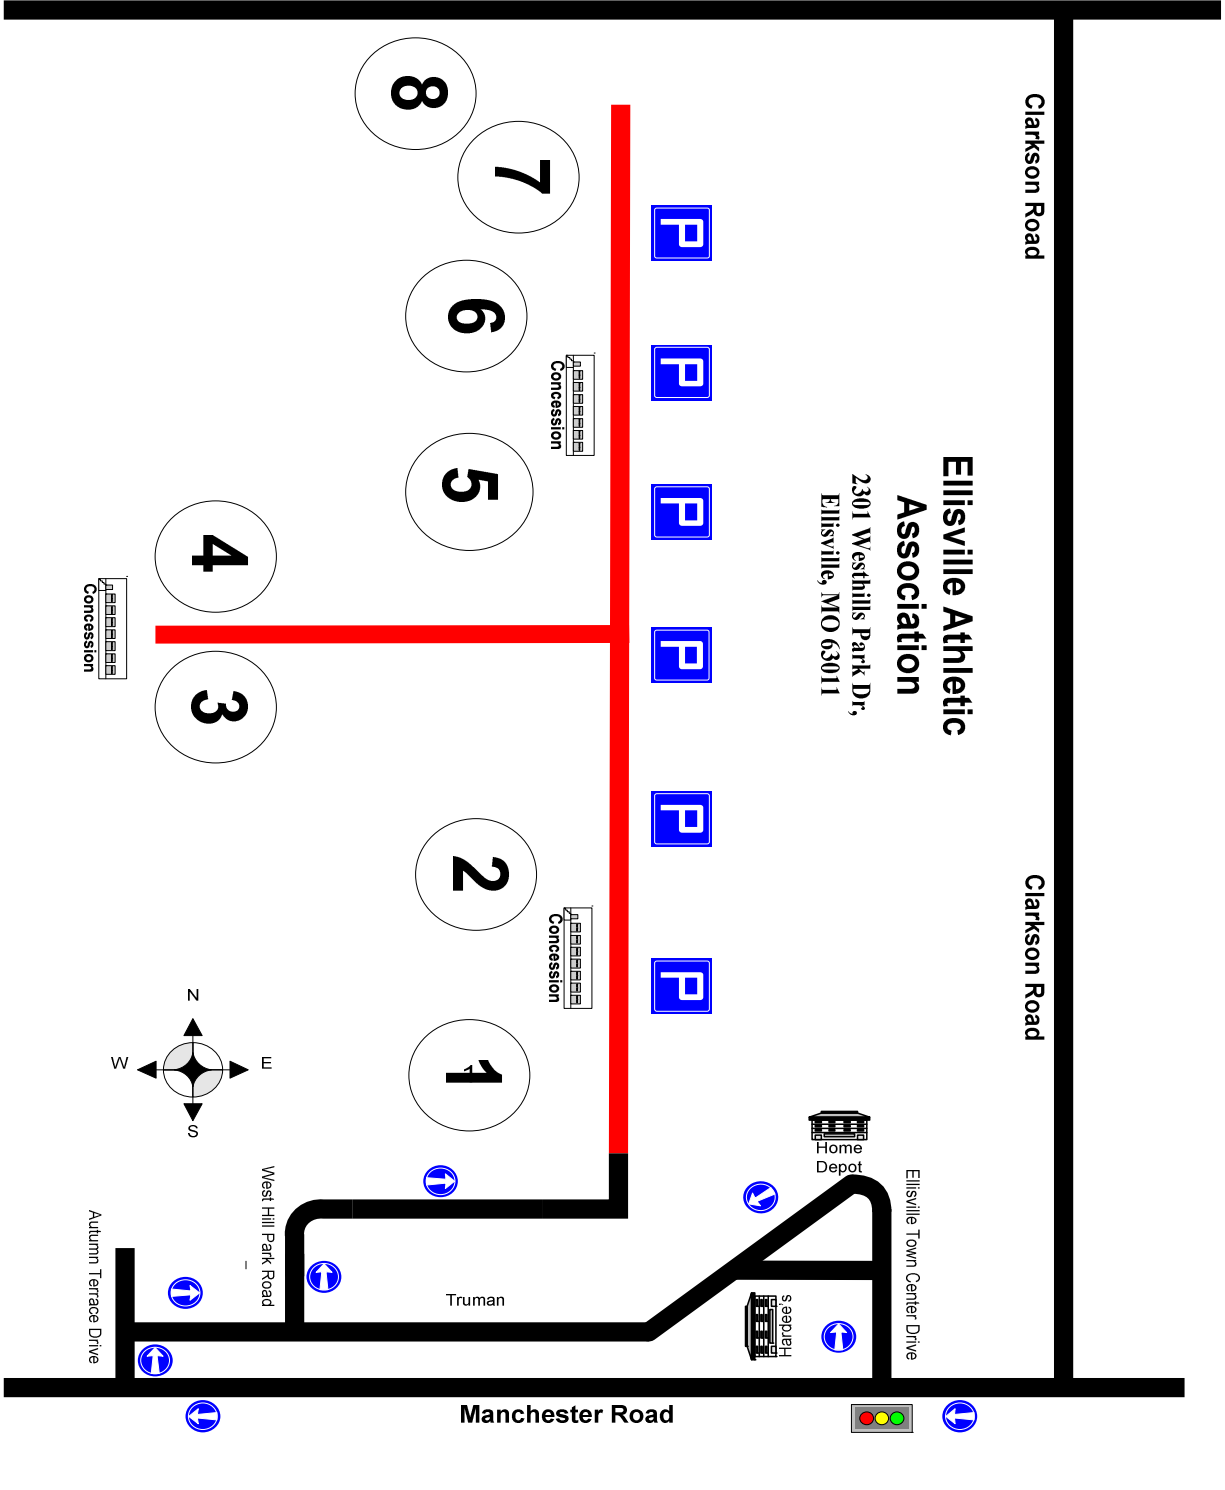 Clarkson Road
Clarkson Road
Ellisville Athletic
Association
2301 Westhills Park Dr,
Ellisville, MO 63011
8
7
6
5
4
3
2
1
1
Concession
Concession
Concession
P
P
P
P
P
P
N
W
E
S
Home
Depot
Ellisville Town Center Drive
Hardee's
West Hill Park Road
_
Autumn Terrace Drive
Truman
Manchester Road